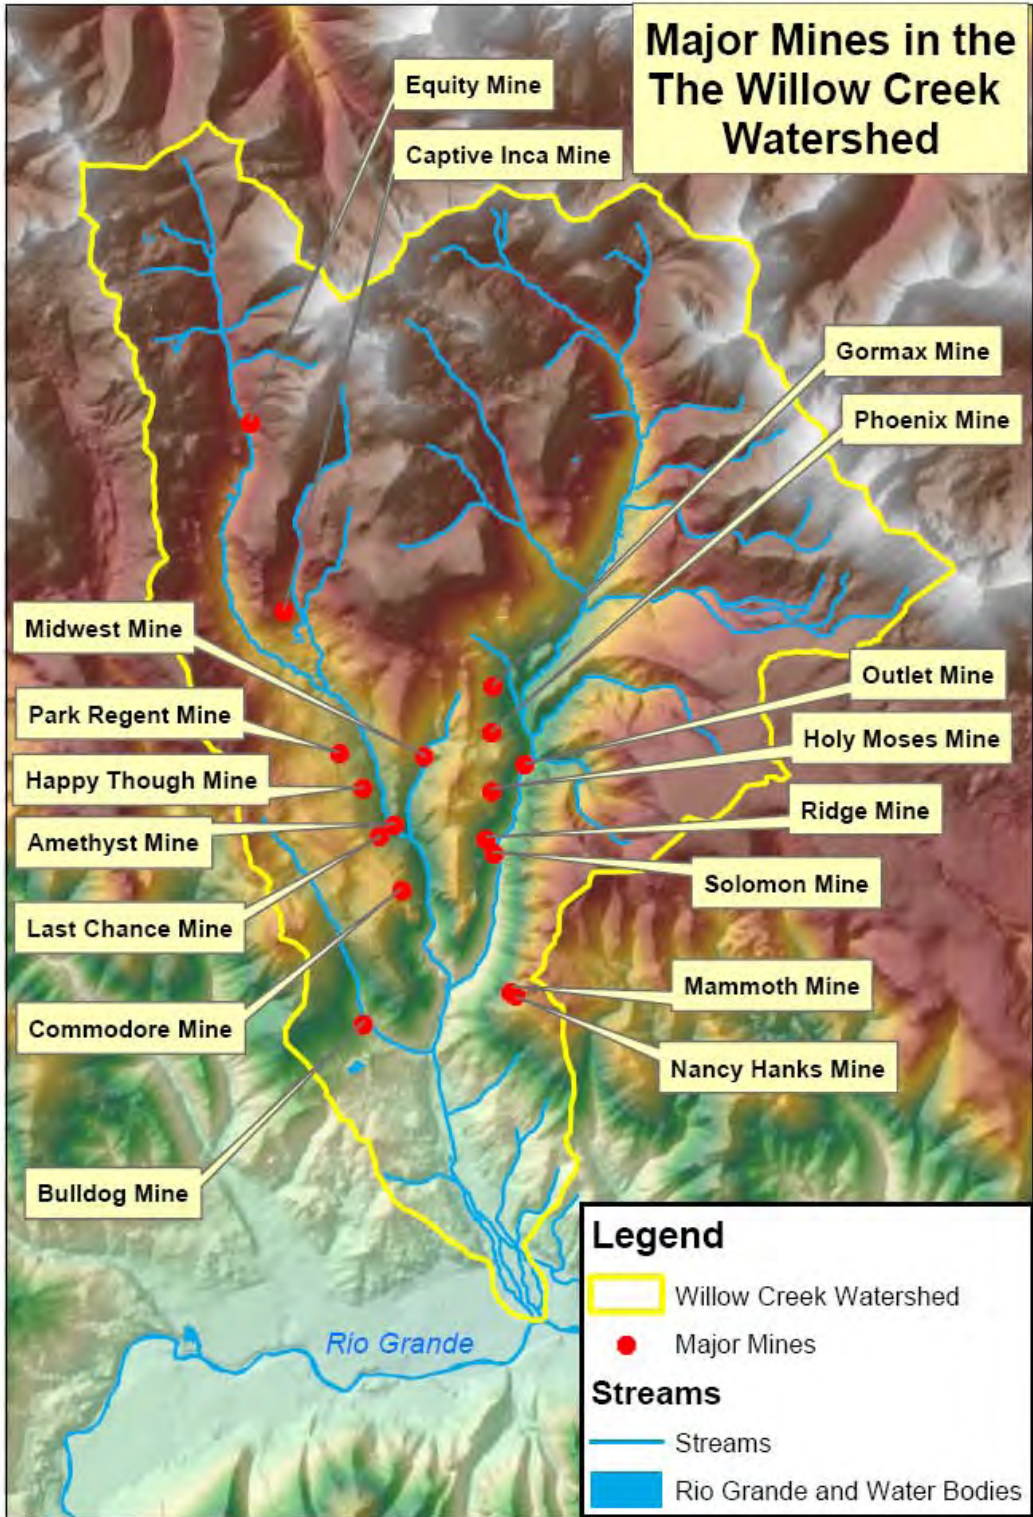 Major Mines in the
The Willow Creek
Watershed
Equity Mine
Captive Inca Mine
Gormax Mine
Phoenix Mine
Midwest Mine
Park Regent Mine
Happy Though Mine
Amethyst Mine
Last Chance Mine
Commodore Mine
Bulldog Mine
Outlet Mine
Holy Moses Mine
Ridge Mine
Solomon Mine
Mammoth Mine
Nancy Hanks Mine
Rio Grande
Legend
Willow Creek Watershed
Major Mines
Streams
Streams
Rio Grande and Water Bodies